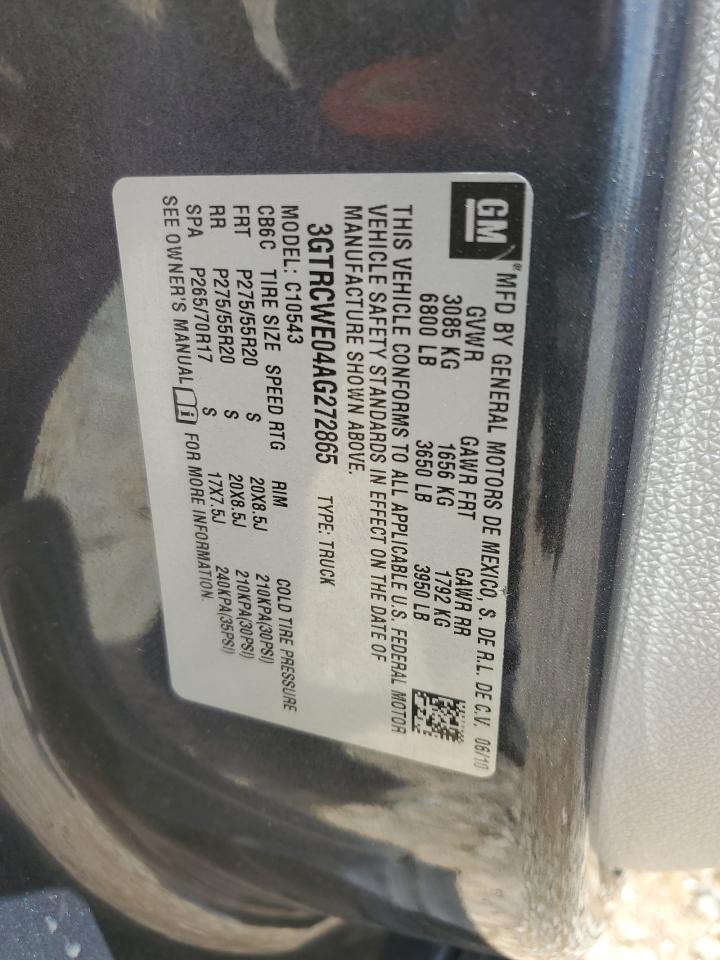 GM
® MFD BY GENERAL MOTORS DE MEXICO, S. DE R.L. DE C.V. 06/10
GVWR GAWR FRT GAWR RR
3085 KG 1656 KG 1792 KG
6800 LB 3650 LB 3950 LB
THIS VEHICLE CONFORMS TO ALL APPLICABLE U.S. FEDERAL MOTOR
VEHICLE SAFETY STANDARDS IN EFFECT ON THE DATE OF
MANUFACTURE SHOWN ABOVE.
3GTRCWE04AG272865 TYPE: TRUCK
MODEL: C10543
CB6C TIRE SIZE SPEED RTG RIM COLD TIRE PRESSURE
FRT P275/55R20 S 20X8.5J 210KPA(30PSI)
RR P275/55R20 S 20X8.5J 210KPA(30PSI)
SPA P265/70R17 S 17X7.5J 240KPA(35PSI)
SEE OWNER'S MANUAL i FOR MORE INFORMATION.